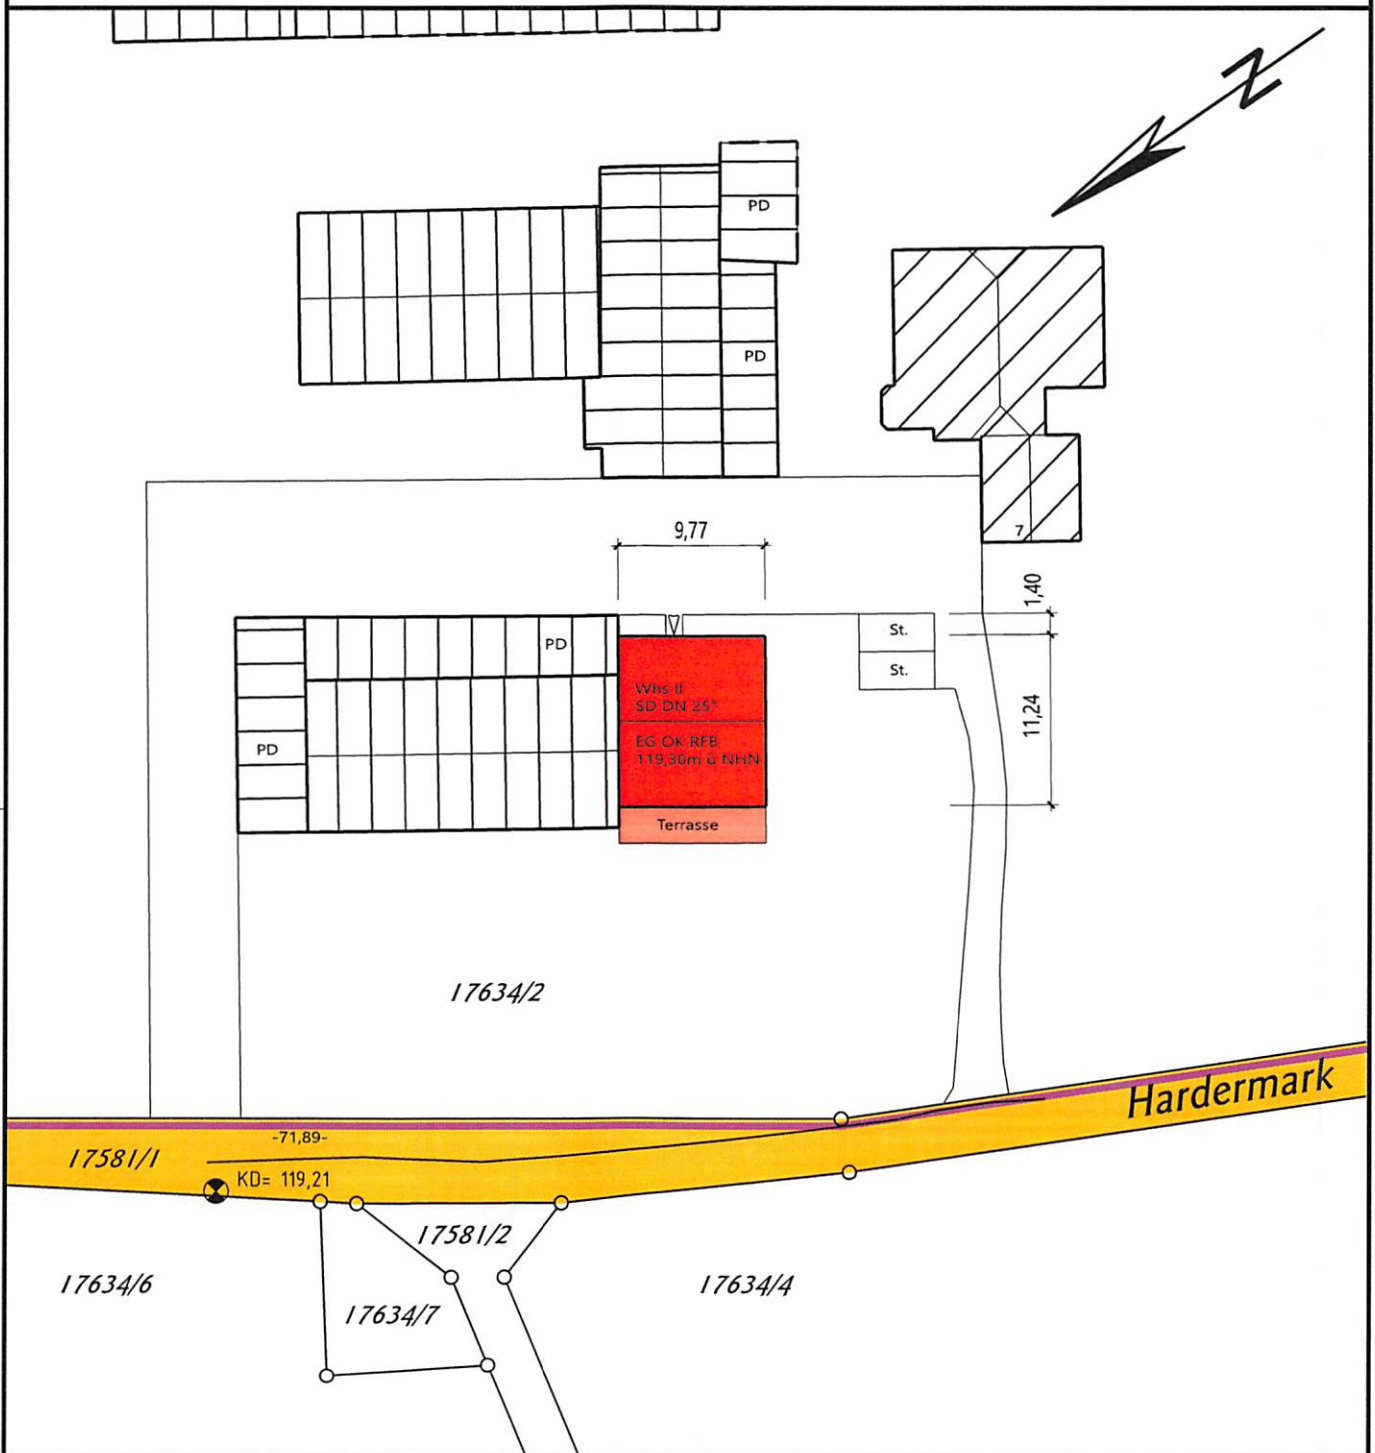 N
PD
PD
7
9,77
1,40
PD
St.
St.
Whs II
SD DN 25°
11,24
EG OK RFB
119,30m ü NHN
PD
Terrasse
17634/2
Hardermark
-71,89-
17581/1
KD= 119,21
17581/2
17634/6
17634/4
17634/7